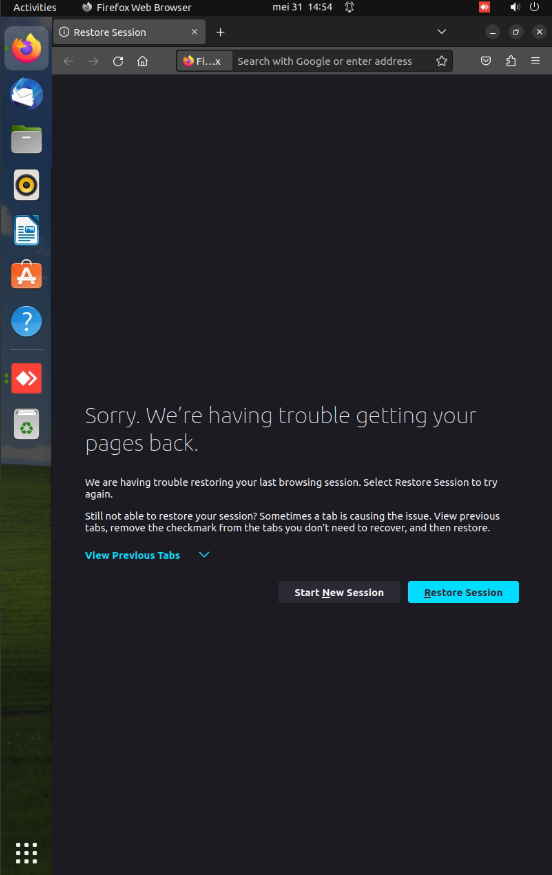 Activities
Firefox Web Browser
mei 31 14:54
Restore Session
Fi…x
Search with Google or enter address
Sorry. We're having trouble getting your
pages back.
We are having trouble restoring your last browsing session. Select Restore Session to try
again.
Still not able to restore your session? Sometimes a tab is causing the issue. View previous
tabs, remove the checkmark from the tabs you don't need to recover, and then restore.
View Previous Tabs
Start New Session
Restore Session